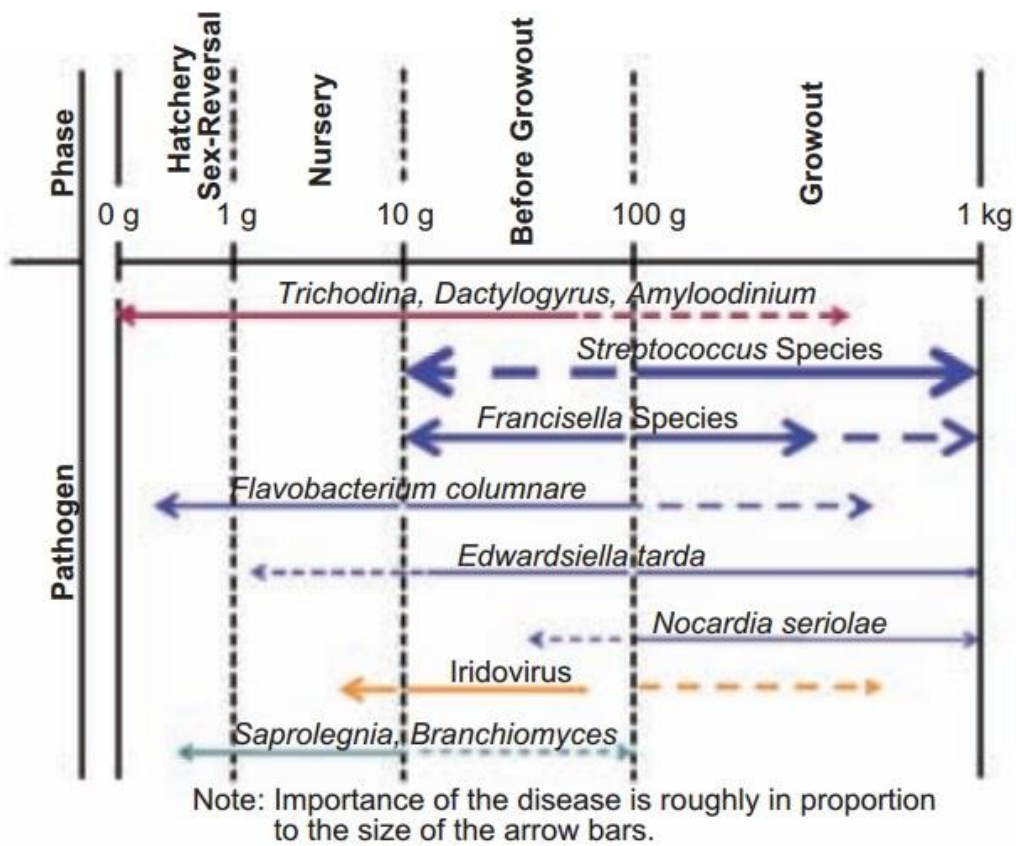 Phase
Hatchery
Sex-Reversal
Nursery
Before Growout
Growout
0 g
1 g
10 g
100 g
1 kg
Pathogen
Trichodina, Dactylogyrus, Amyloodinium
Streptococcus Species
Francisella Species
Flavobacterium columnare
Edwardsiella tarda
Nocardia seriolae
Iridovirus
Saprolegnia, Branchiomyces
Note: Importance of the disease is roughly in proportion
to the size of the arrow bars.